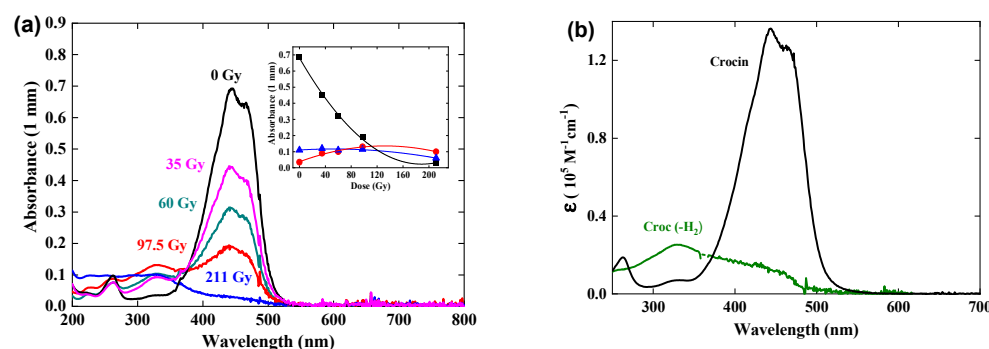 (a)
0.9
0.8
0.7
0.6
0.5
0.4
0.3
0.2
0.1
0.0
Absorbance (1 mm)
0 Gy
35 Gy
60 Gy
97.5 Gy
211 Gy
200 300 400 500 600 700 800
Wavelength (nm)
0.7
0.6
0.5
0.4
0.3
0.2
0.1
0.0
Absorbance (1 mm)
0 40 80 120 160 200
Dose (Gy)
(b)
1.2
0.8
0.4
0.0
ε ( 10⁵ M⁻¹cm⁻¹)
Crocin
Croc (-H₂)
300 400 500 600 700
Wavelength (nm)